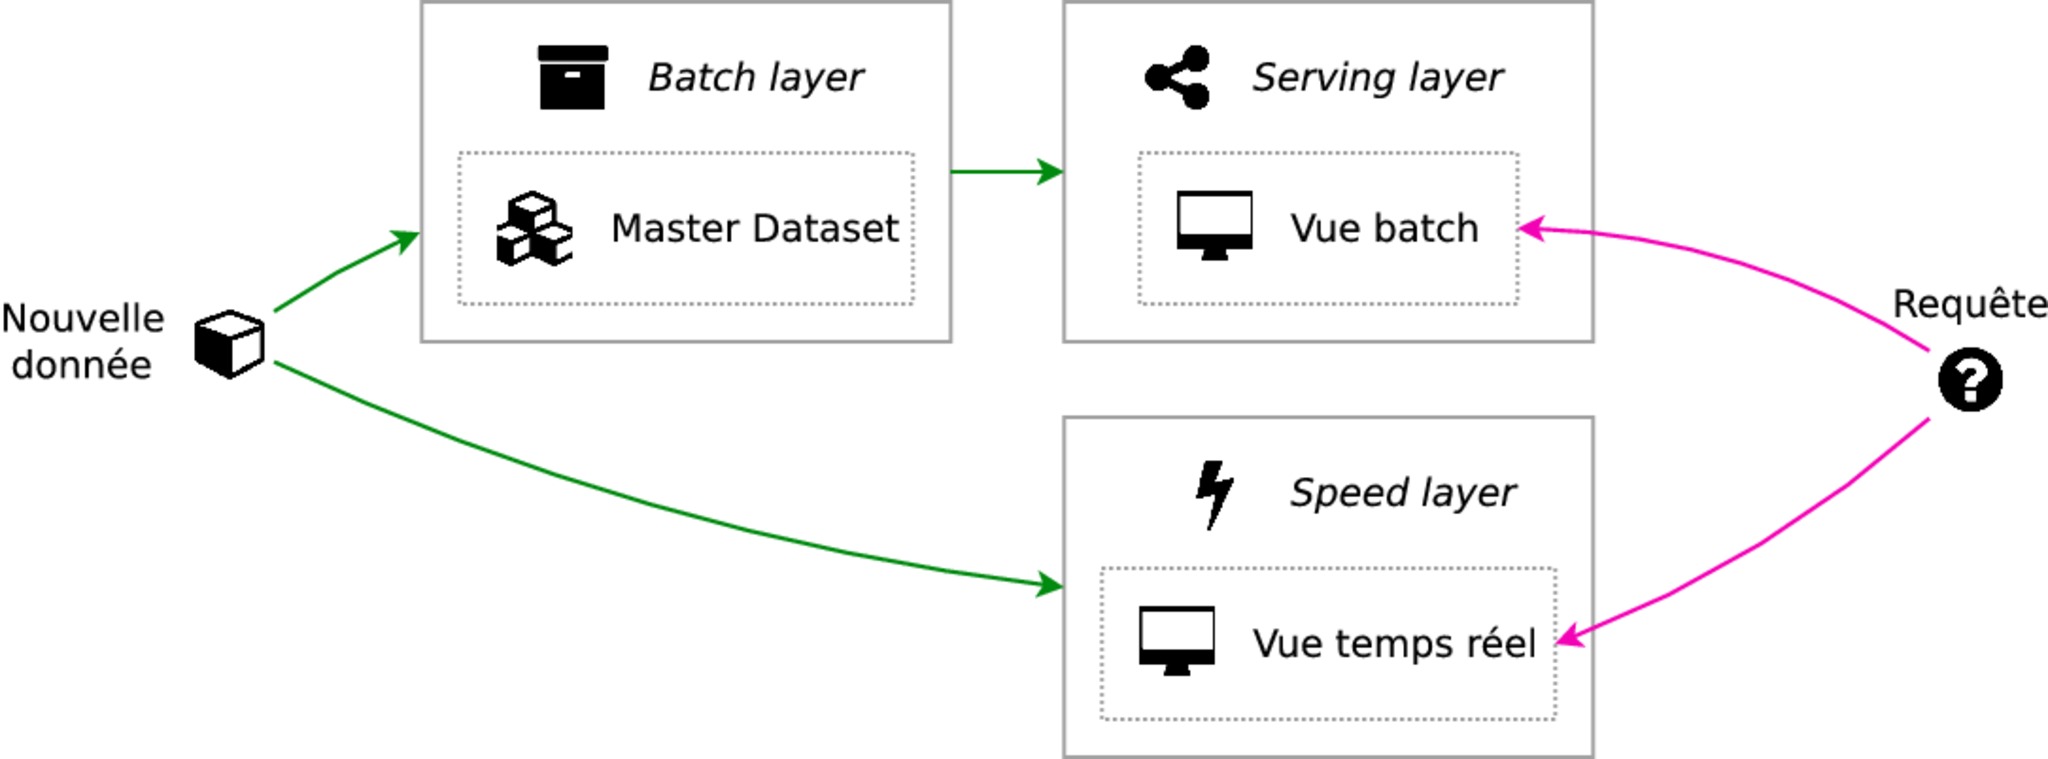 Batch layer
Master Dataset
Serving layer
Vue batch
Nouvelle
donnée
Requête
Speed layer
Vue temps réel